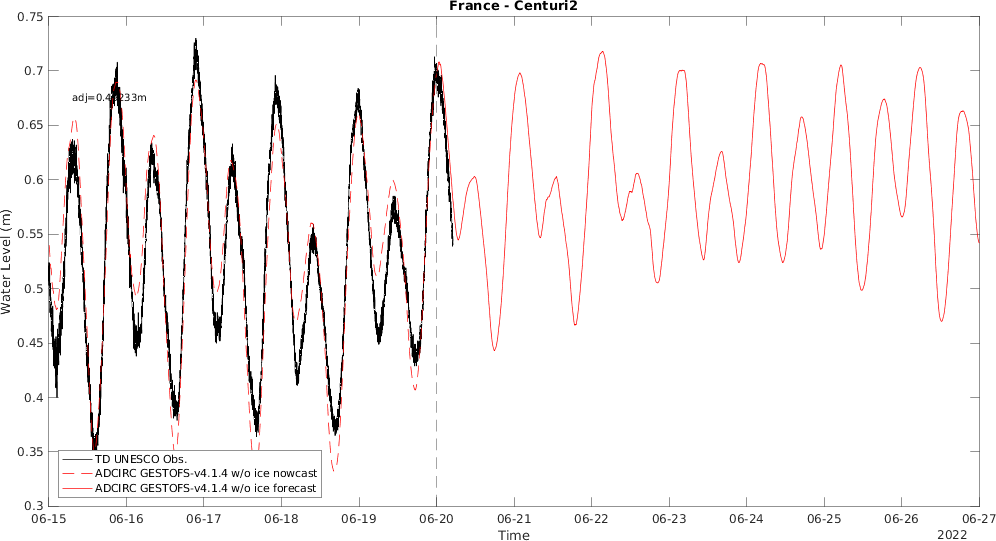 France - Centuri2
0.75
0.7
0.65
0.6
0.55
0.5
0.45
0.4
0.35
0.3
Water Level (m)
TD UNESCO Obs.
ADCIRC GESTOFS-v4.1.4 w/o ice nowcast
ADCIRC GESTOFS-v4.1.4 w/o ice forecast
06-15 06-16 06-17 06-18 06-19 06-20 06-21 06-22 06-23 06-24 06-25 06-26 06-27
Time
2022